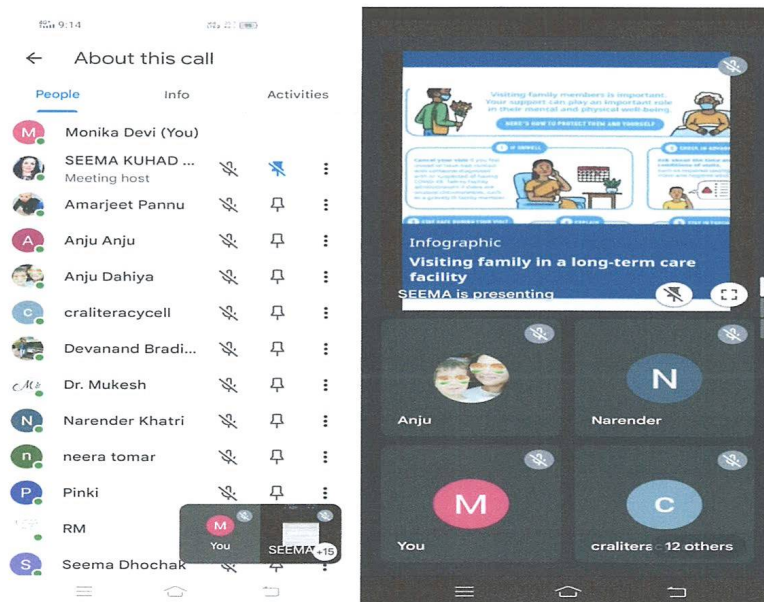 9:14
About this call
People
Info
Activities
M
Monika Devi (You)
SEEMA KUHAD ...
Meeting host
Amarjeet Pannu
A
Anju Anju
Anju Dahiya
c
craliteracycell
Devanand Bradi...
Dr. Mukesh
N
Narender Khatri
n
neera tomar
P
Pinki
RM
S
Seema Dhochak
M
You
SEEMA
+15
Visiting family members is important.
Your support can play an important role
in their mental and physical well-being.
HERE'S HOW TO PROTECT THEM AND YOURSELF
IF UNWELL
Infographic
Visiting family in a long-term care
facility
SEEMA is presenting
Anju
N
Narender
M
You
c
craliterac 12 others